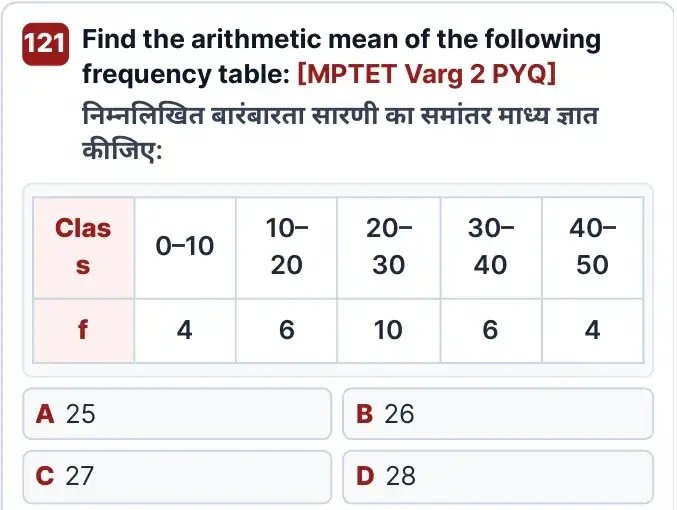 121 Find the arithmetic mean of the following
frequency table: [MPTET Varg 2 PYQ]
निम्नलिखित बारंबारता सारणी का समांतर माध्य ज्ञात
कीजिए:
Clas 0–10 10– 20– 30– 40–
s 20 30 40 50
f 4 6 10 6 4
A 25 B 26
C 27 D 28